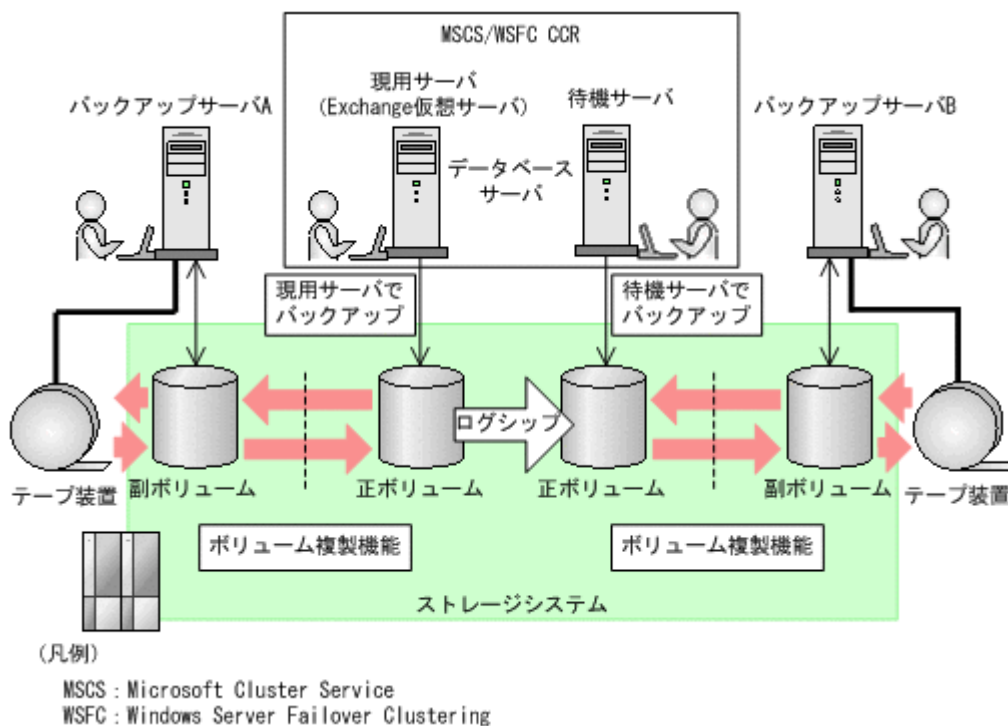 MSCS/WSFC CCR
バックアップサーバA
現用サーバ
(Exchange仮想サーバ)
待機サーバ
バックアップサーバB
データベース
サーバ
現用サーバで
バックアップ
待機サーバで
バックアップ
ログシップ
テープ装置
副ボリューム
正ボリューム
正ボリューム
副ボリューム
テープ装置
ボリューム複製機能
ボリューム複製機能
ストレージシステム
(凡例)
MSCS : Microsoft Cluster Service
WSFC : Windows Server Failover Clustering